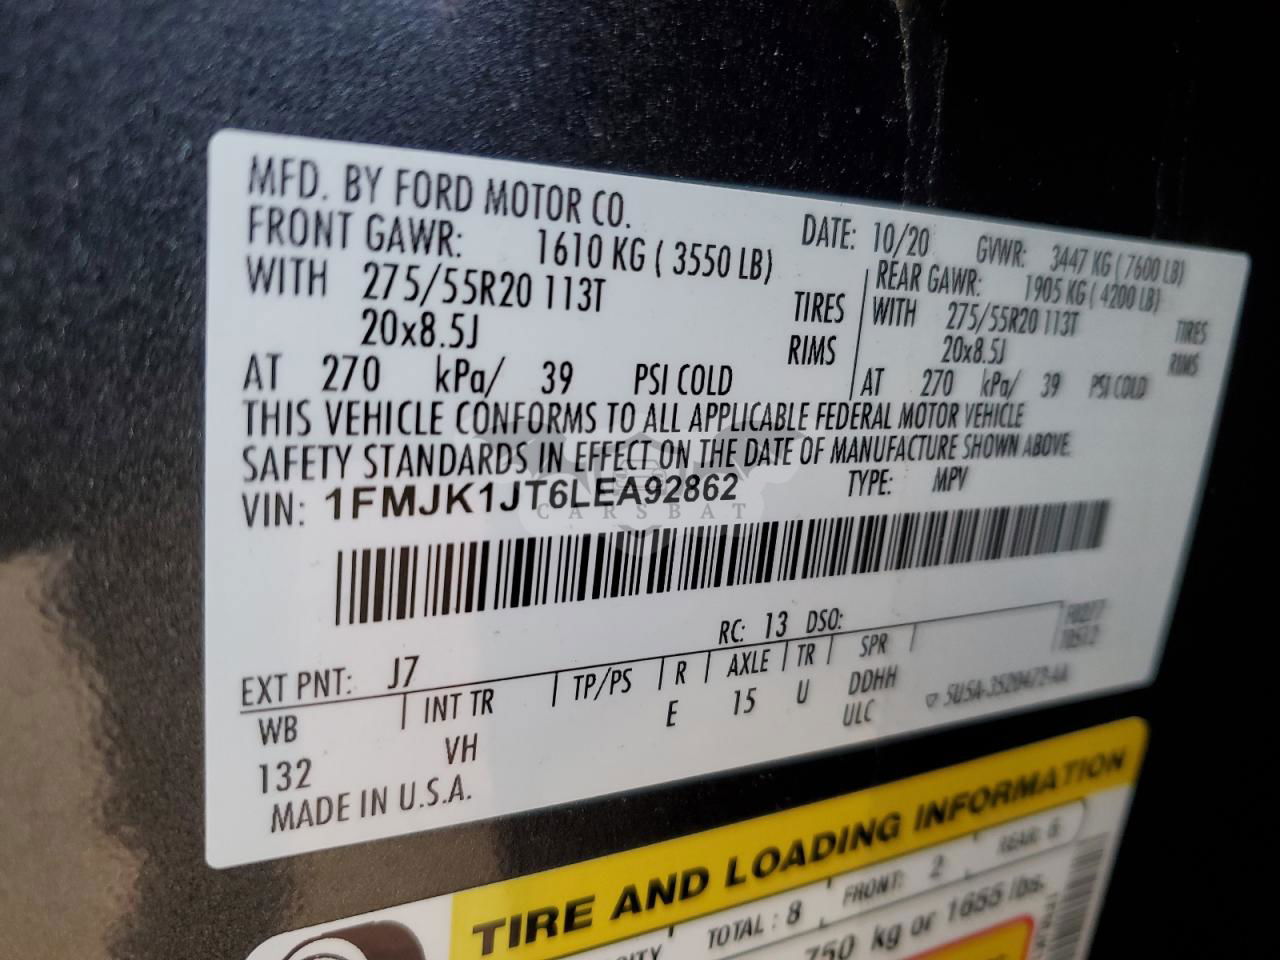 MFD. BY FORD MOTOR CO.
DATE: 10/20 GVWR: 3447 KG ( 7600 LB)
FRONT GAWR: 1610 KG ( 3550 LB)
REAR GAWR: 1905 KG ( 4200 LB)
WITH 275/55R20 113T TIRES
WITH 275/55R20 113T TIRES
20x8.5J RIMS
20x8.5J RIMS
AT 270 kPa/ 39 PSI COLD
AT 270 kPa/ 39 PSI COLD
THIS VEHICLE CONFORMS TO ALL APPLICABLE FEDERAL MOTOR VEHICLE
SAFETY STANDARDS IN EFFECT ON THE DATE OF MANUFACTURE SHOWN ABOVE.
VIN: 1FMJK1JT6LEA92862 TYPE: MPV
CARSBAT
EXT PNT: J7 RC: 13 DSO:
WB INT TR TP/PS R AXLE TR SPR
132 VH E 15 U DDHH
ULC
MADE IN U.S.A.
TIRE AND LOADING INFORMATION
TOTAL : 8 FRONT: 2 REAR: 6
750 kg or 1655 lbs.